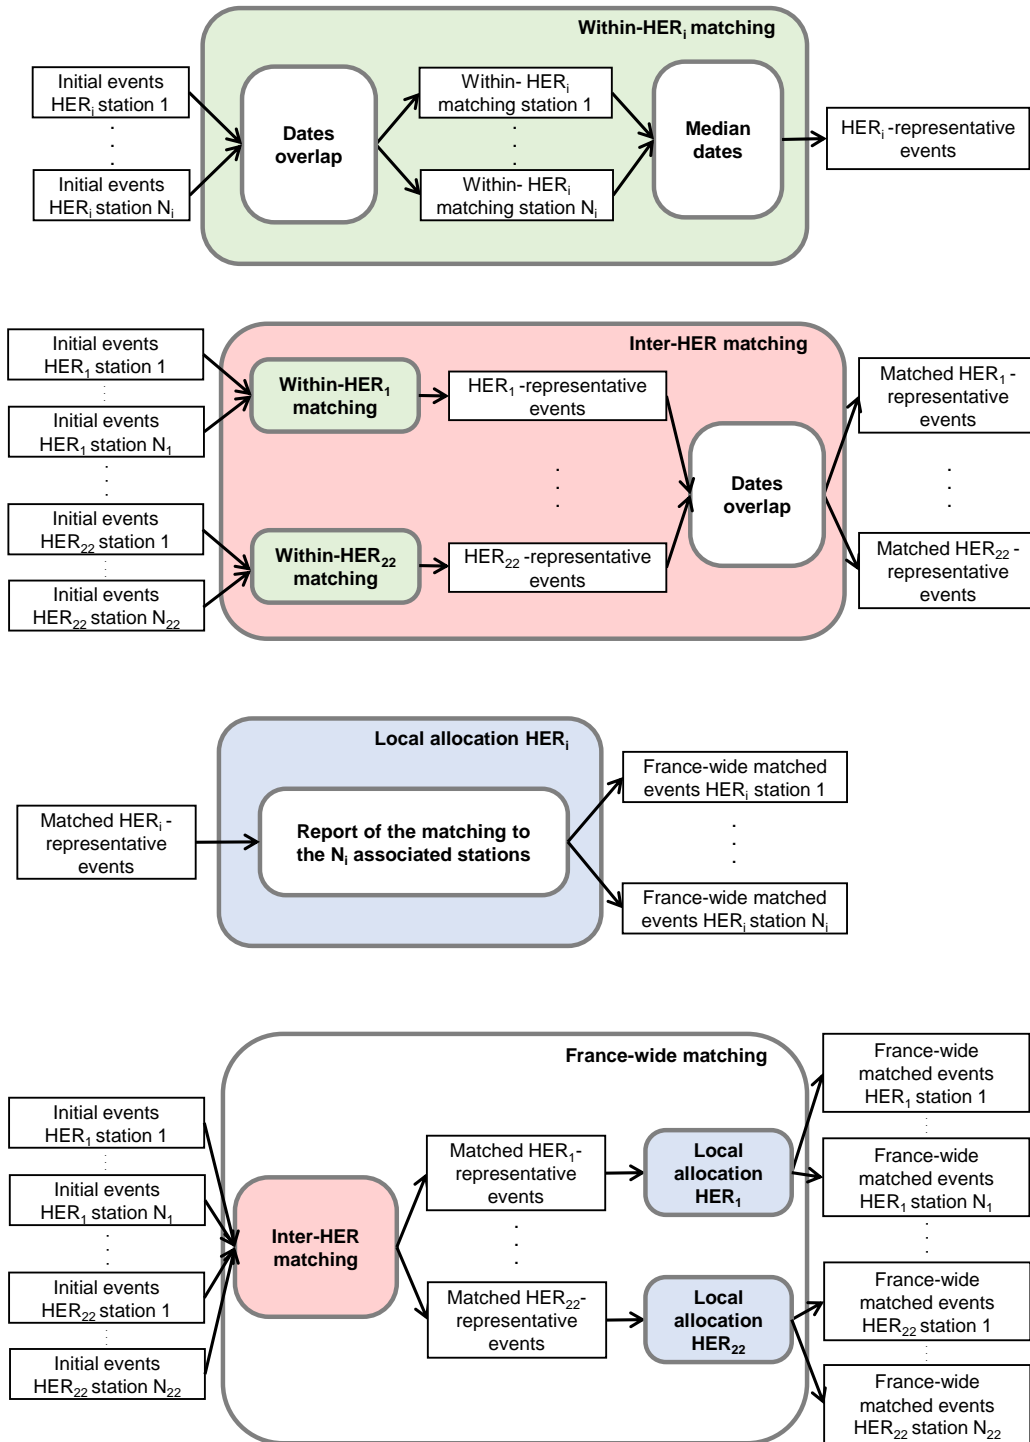 Within-HERi matching
Initial events
HERi station 1
Initial events
HERi station Ni
Dates
overlap
Within- HERi
matching station 1
Within- HERi
matching station Ni
Median
dates
HERi -representative
events
Inter-HER matching
Initial events
HER1 station 1
Initial events
HER1 station N1
Initial events
HER22 station 1
Initial events
HER22 station N22
Within-HER1
matching
Within-HER22
matching
HER1 -representative
events
HER22 -representative
events
Dates
overlap
Matched HER1 -
representative
events
Matched HER22 -
representative
events
Local allocation HERi
Matched HERi -
representative
events
Report of the matching to
the Ni associated stations
France-wide matched
events HERi station 1
France-wide matched
events HERi station Ni
France-wide matching
Initial events
HER1 station 1
Initial events
HER1 station N1
Initial events
HER22 station 1
Initial events
HER22 station N22
Inter-HER
matching
Matched HER1-
representative
events
Matched HER22-
representative
events
Local
allocation
HER1
Local
allocation
HER22
France-wide
matched events
HER1 station 1
France-wide
matched events
HER1 station N1
France-wide
matched events
HER22 station 1
France-wide
matched events
HER22 station N22